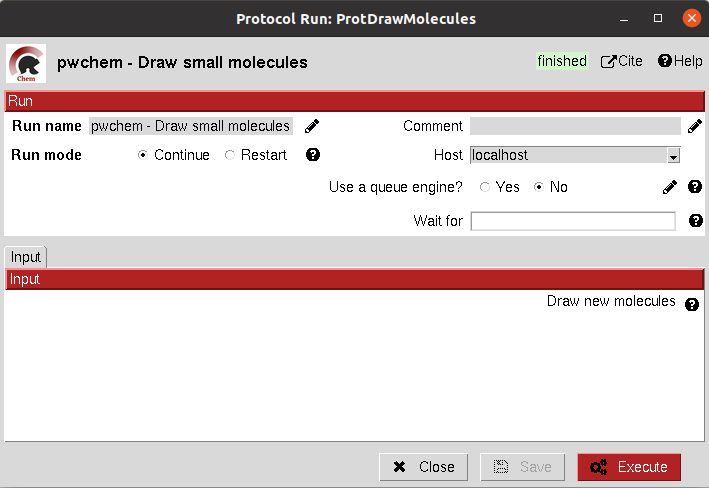 Protocol Run: ProtDrawMolecules
Chem
pwchem - Draw small molecules
finished
Cite
Help
Run
Run name pwchem - Draw small molecules
Comment
Run mode Continue Restart
Host localhost
Use a queue engine? Yes No
Wait for
Input
Input
Draw new molecules
Close
Save
Execute